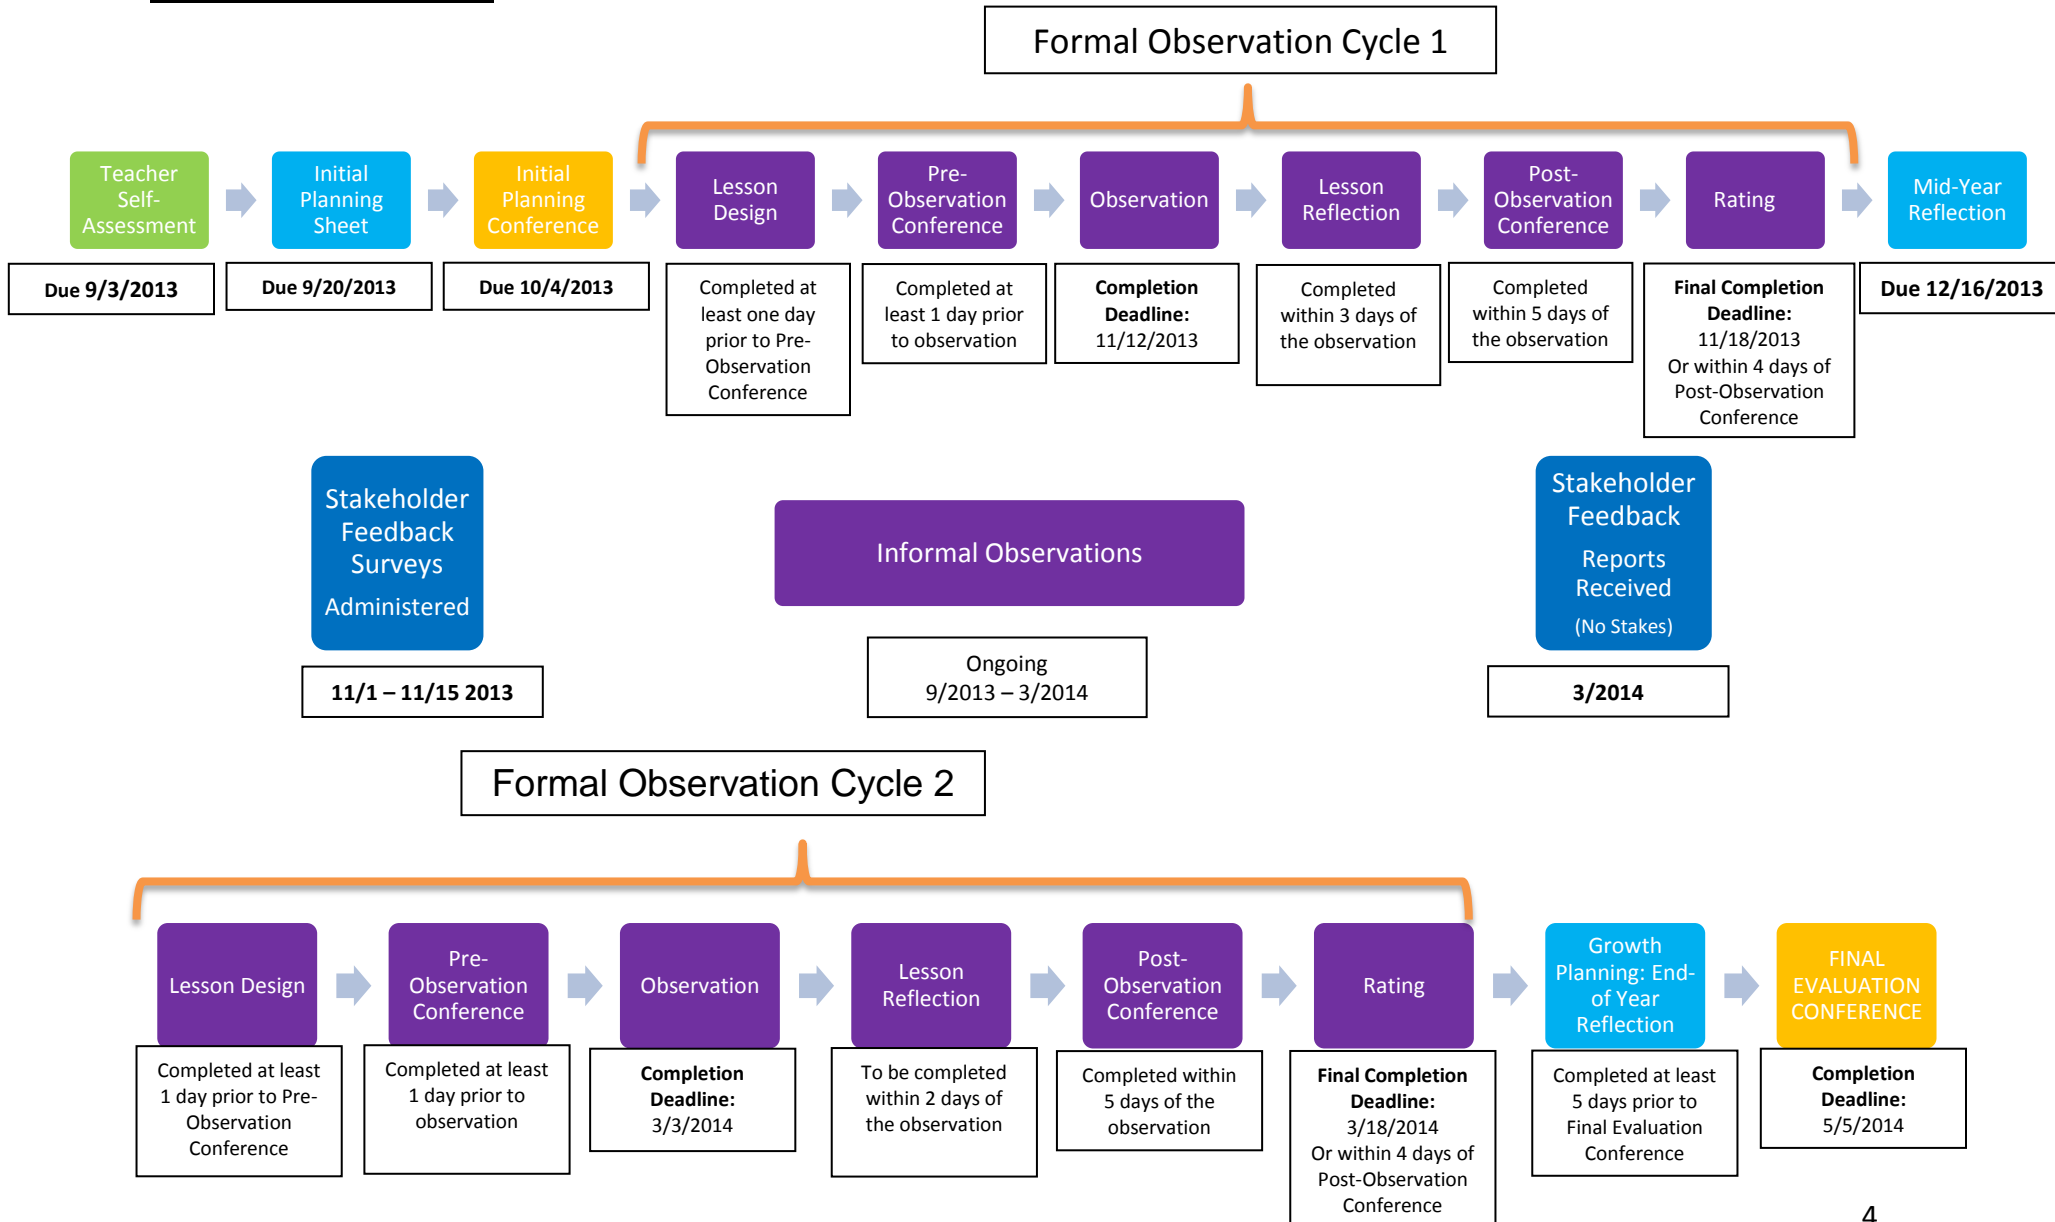 Formal Observation Cycle 1
Teacher
Self-
Assessment
Initial
Planning
Sheet
Initial
Planning
Conference
Lesson
Design
Pre-
Observation
Conference
Observation
Lesson
Reflection
Post-
Observation
Conference
Rating
Mid-Year
Reflection
Due 9/3/2013
Due 9/20/2013
Due 10/4/2013
Completed at
least one day
prior to Pre-
Observation
Conference
Completed at
least 1 day prior
to observation
Completion
Deadline:
11/12/2013
Completed
within 3 days of
the observation
Completed
within 5 days of
the observation
Final Completion
Deadline:
11/18/2013
Or within 4 days of
Post-Observation
Conference
Due 12/16/2013
Stakeholder
Feedback
Surveys
Administered
11/1 – 11/15 2013
Informal Observations
Ongoing
9/2013 – 3/2014
Stakeholder
Feedback
Reports
Received
(No Stakes)
3/2014
Formal Observation Cycle 2
Lesson Design
Pre-
Observation
Conference
Observation
Lesson
Reflection
Post-
Observation
Conference
Rating
Growth
Planning: End-
of Year
Reflection
FINAL
EVALUATION
CONFERENCE
Completed at least
1 day prior to Pre-
Observation
Conference
Completed at least
1 day prior to
observation
Completion
Deadline:
3/3/2014
To be completed
within 2 days of
the observation
Completed within
5 days of the
observation
Final Completion
Deadline:
3/18/2014
Or within 4 days of
Post-Observation
Conference
Completed at least
5 days prior to
Final Evaluation
Conference
Completion
Deadline:
5/5/2014
4